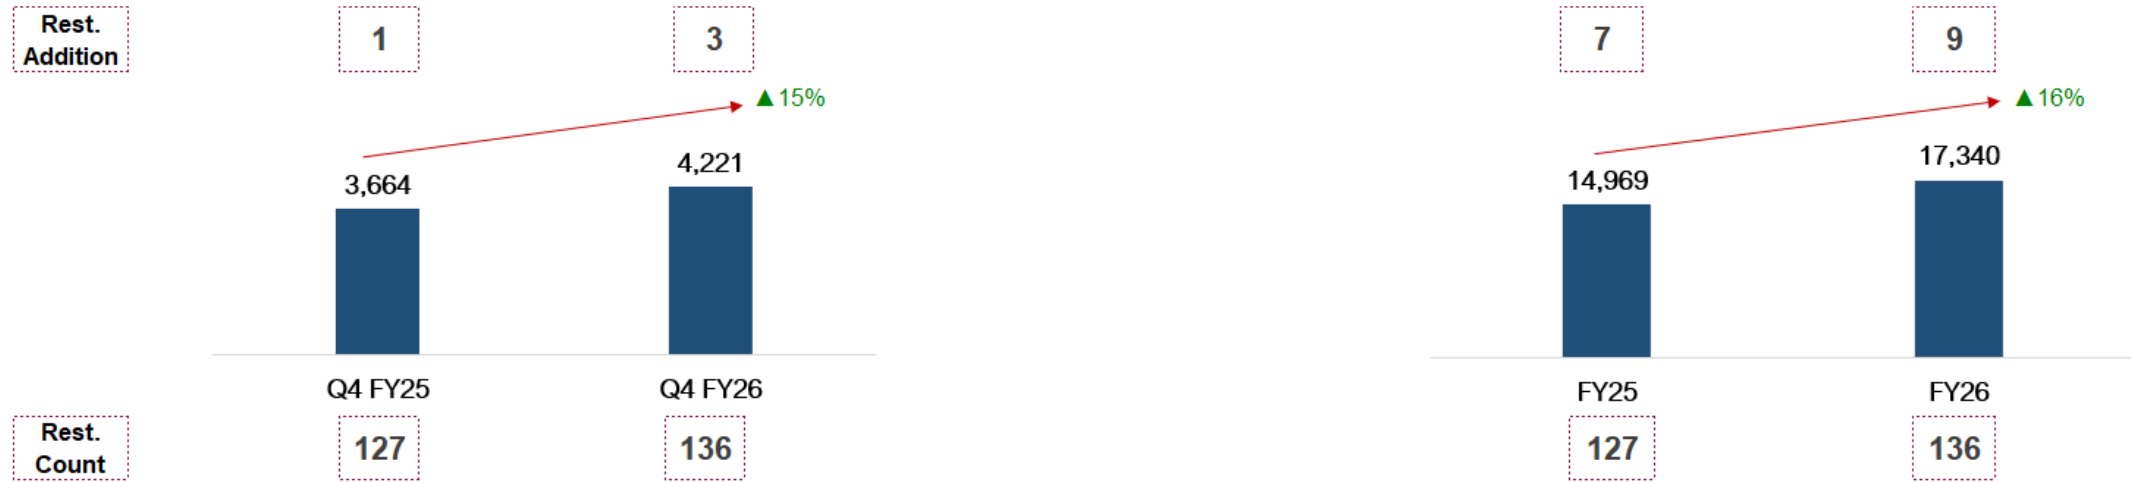 Rest.
Addition
1
3
7
9
▲15%
▲16%
3,664
4,221
14,969
17,340
Q4 FY25
Q4 FY26
FY25
FY26
Rest.
Count
127
136
127
136